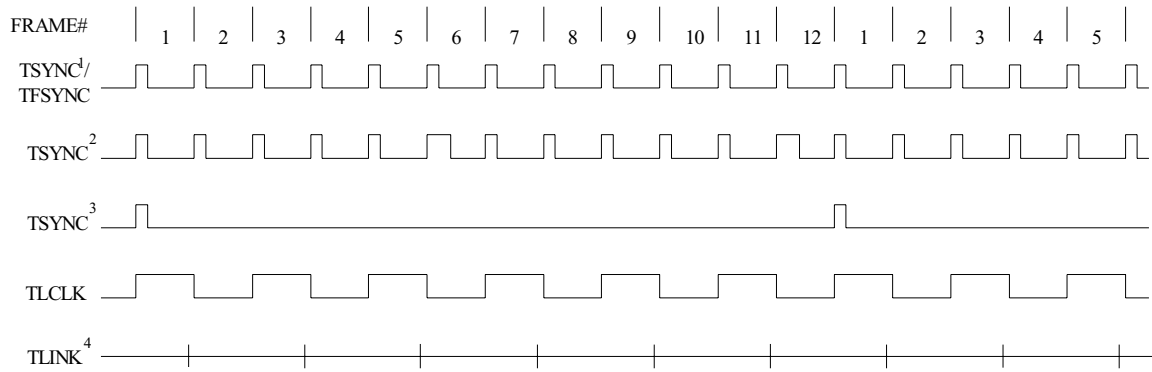 FRAME# 1 2 3 4 5 6 7 8 9 10 11 12 1 2 3 4 5
TSYNC1/
TFSYNC
TSYNC2
TSYNC3
TLCLK
TLINK4